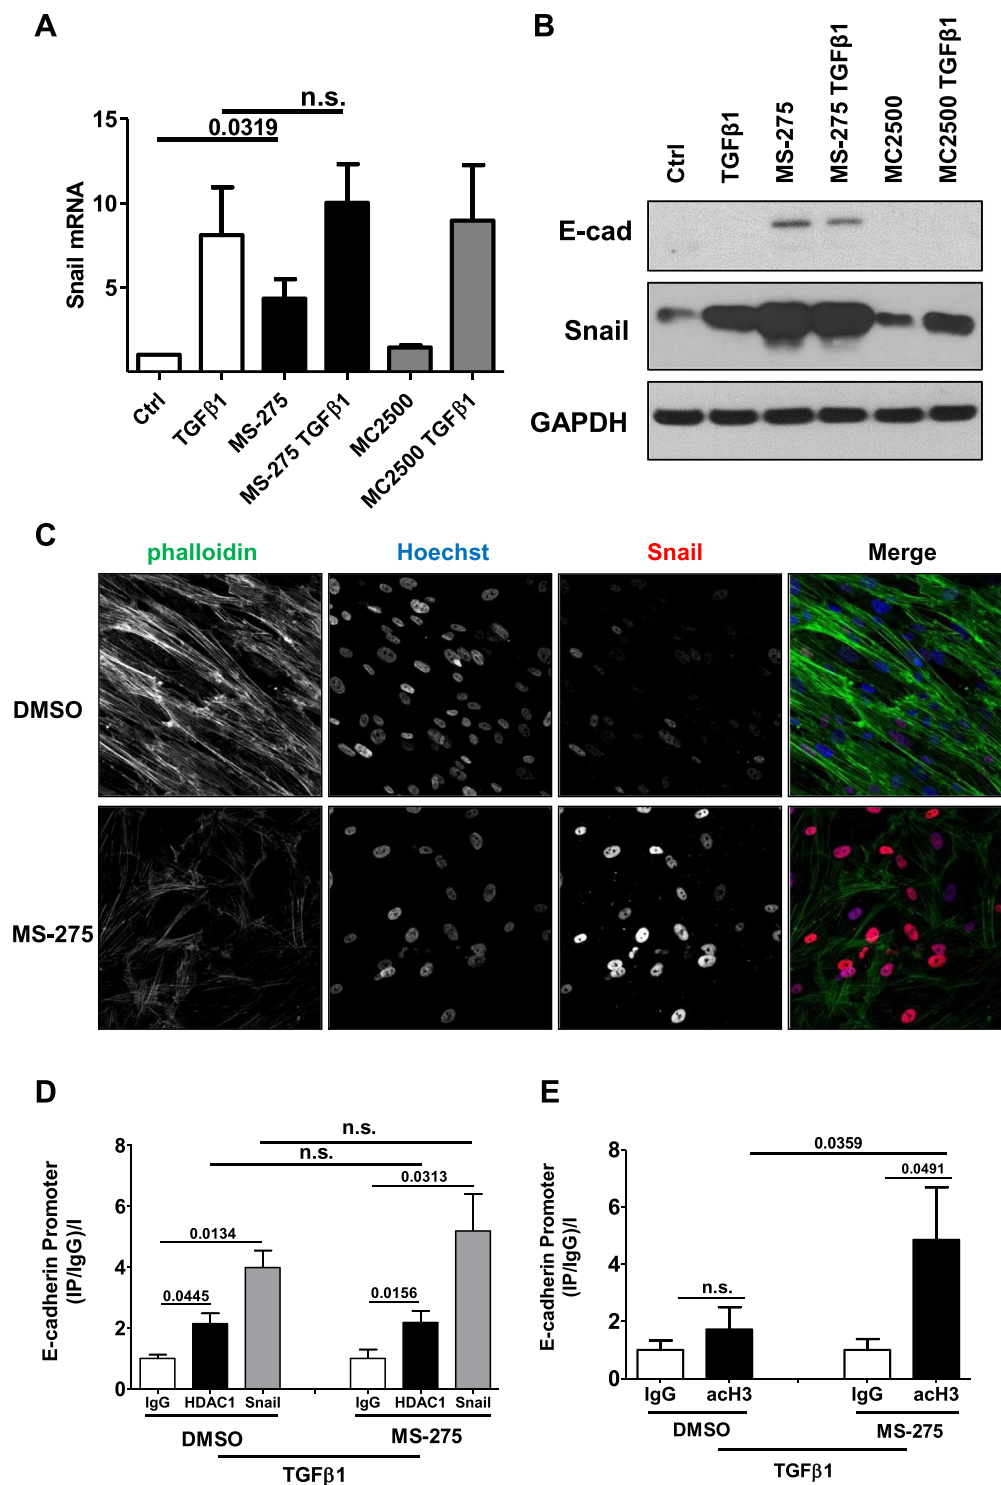 A
n.s.
0.0319
15
10
5
Snail mRNA
Ctrl
TGFβ1
MS-275
MS-275 TGFβ1
MC2500
MC2500 TGFβ1
B
Ctrl
TGFβ1
MS-275
MS-275 TGFβ1
MC2500
MC2500 TGFβ1
E-cad
Snail
GAPDH
C
phalloidin Hoechst Snail Merge
DMSO
MS-275
D
E-cadherin Promoter
(IP/IgG)/I
8
6
4
2
0
n.s.
n.s.
0.0313
0.0134
0.0445
0.0156
IgG HDAC1 Snail IgG HDAC1 Snail
DMSO MS-275
TGFβ1
E
E-cadherin Promoter
(IP/IgG)/I
8
6
4
2
0
0.0359
0.0491
n.s.
IgG acH3 IgG acH3
DMSO MS-275
TGFβ1